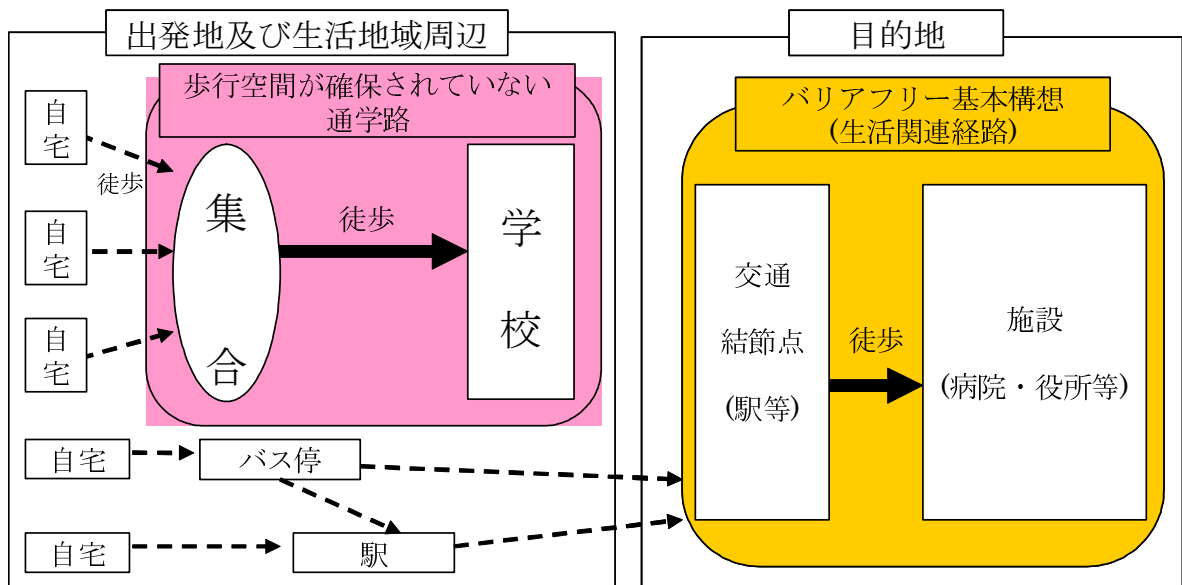 出発地及び生活地域周辺
歩行空間が確保されていない
通学路
自
宅
徒歩
自
宅
自
宅
集
合
徒歩
学
校
自宅
バス停
自宅
駅
目的地
バリアフリー基本構想
(生活関連経路)
交通
結節点
(駅等)
徒歩
施設
(病院・役所等)